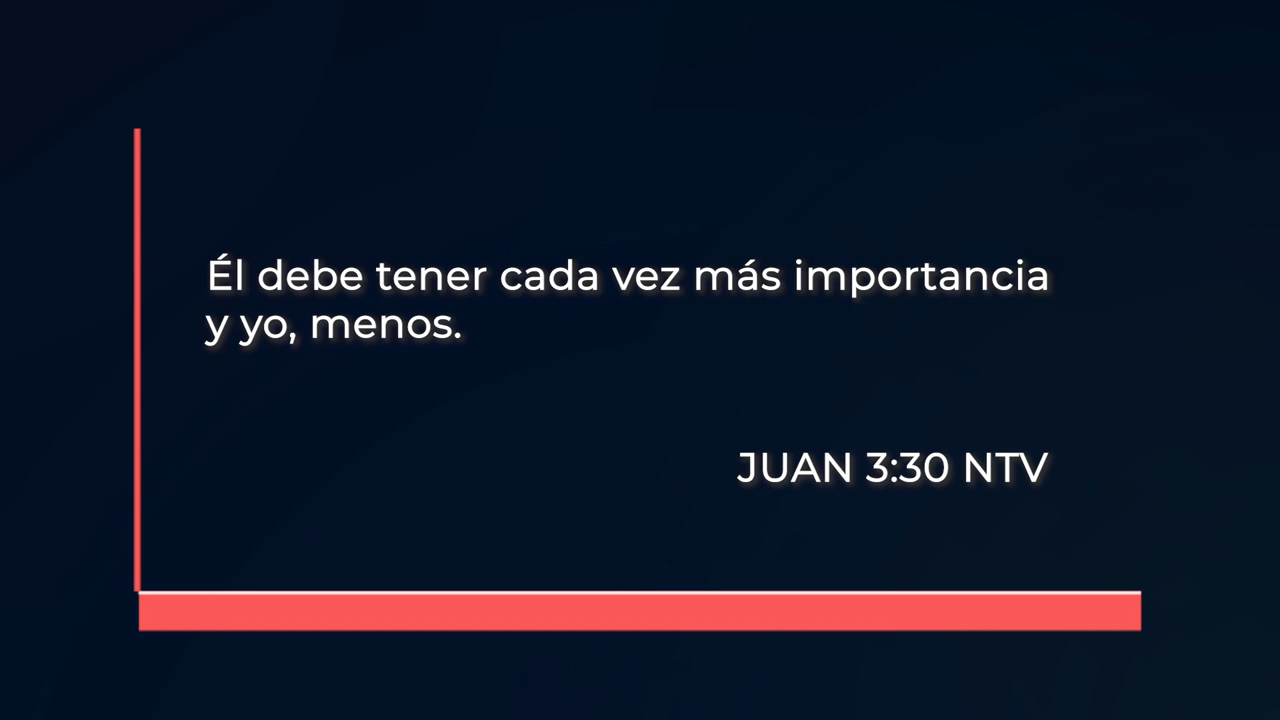 Él debe tener cada vez más importancia
y yo, menos.
JUAN 3:30 NTV